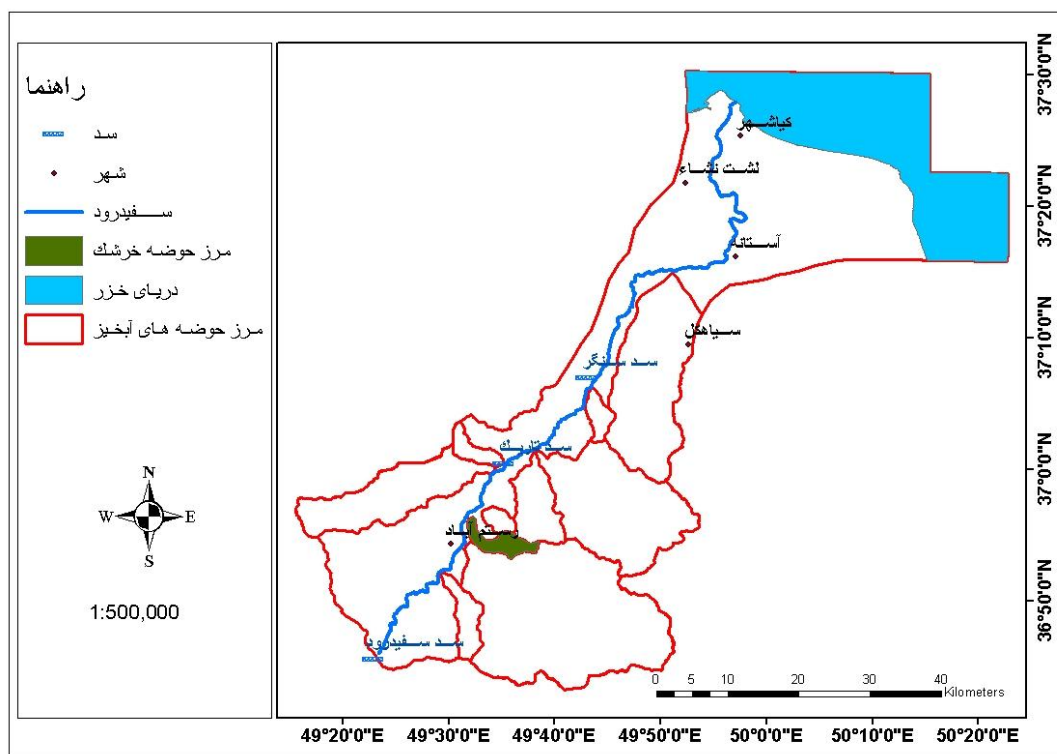 راهنما
سد
شهر
سفیدرود
مرز حوضه خرشک
دریای خزر
مرز حوضه های آبخیز
N
W
E
S
1:500,000
کیاشهر
لشت نشاء
آستانه
سیاهکل
سد سنگر
سد تاریک
رستم آباد
سد سفیدرود
0 5 10 20 30 40
Kilometers
37°30'0"N
37°20'0"N
37°10'0"N
37°0'0"N
36°50'0"N
49°20'0"E 49°30'0"E 49°40'0"E 49°50'0"E 50°0'0"E 50°10'0"E 50°20'0"E